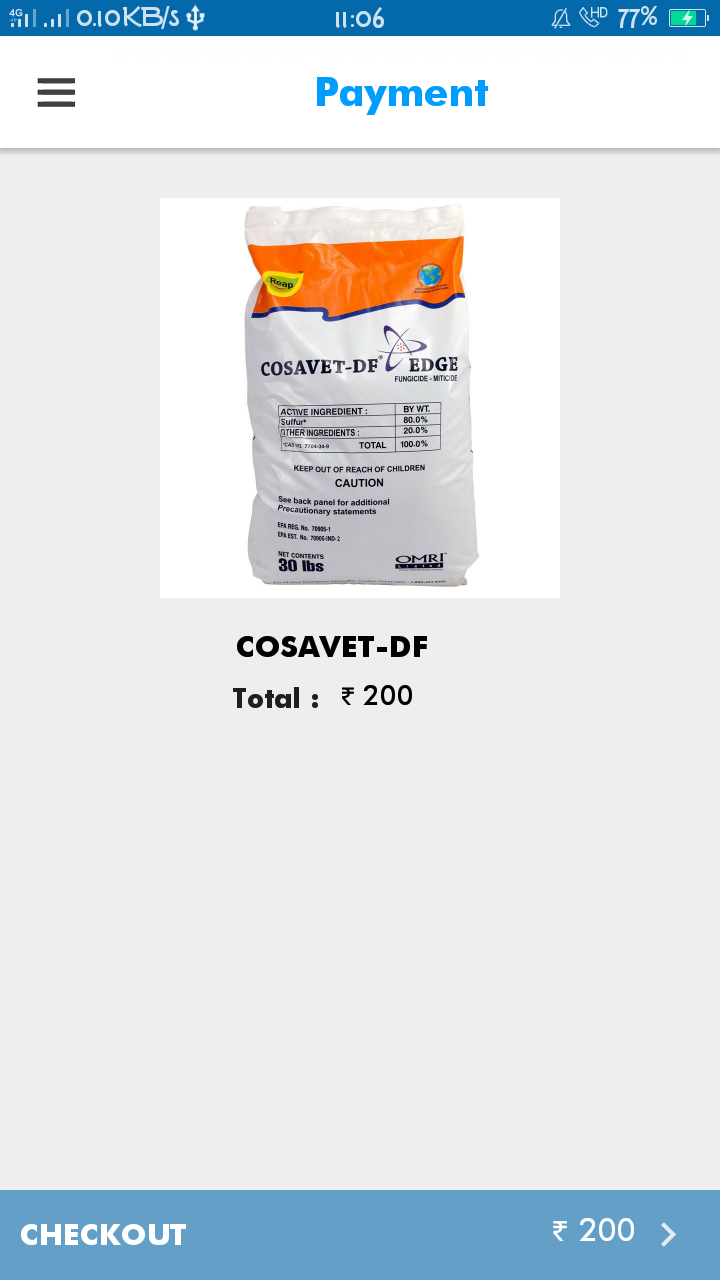 4G 0.10KB/S 11:06 HD 77%
Payment
Reap
COSAVET-DF® EDGE
FUNGICIDE - MITICIDE
ACTIVE INGREDIENT : BY WT.
Sulfur* 80.0%
OTHER INGREDIENTS : 20.0%
*CAS NO. 7704-34-9 TOTAL 100.0%
KEEP OUT OF REACH OF CHILDREN
CAUTION
See back panel for additional
Precautionary statements
EPA REG. No. 70905-1
EPA EST. No. 70905-IND-2
NET CONTENTS
30 lbs
OMRI™
LISTED
COSAVET-DF
Total : ₹ 200
CHECKOUT ₹ 200